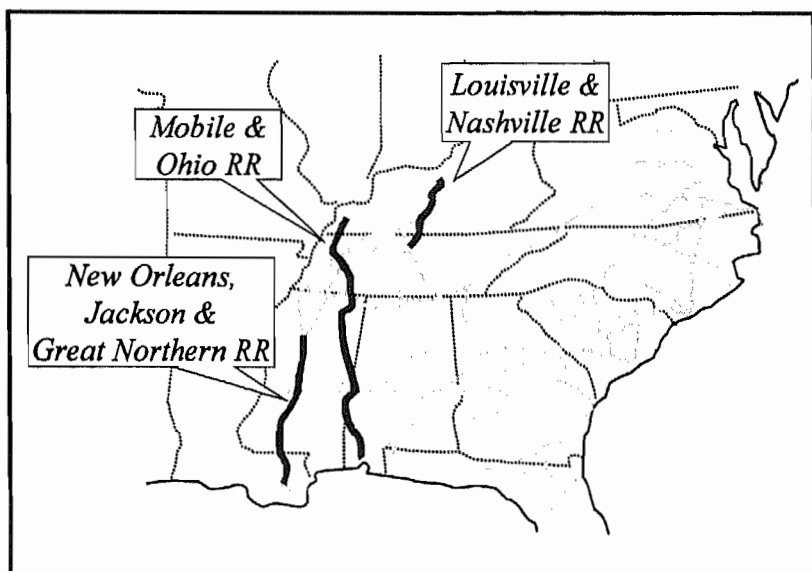 Louisville &
Nashville RR
Mobile &
Ohio RR
New Orleans,
Jackson &
Great Northern RR